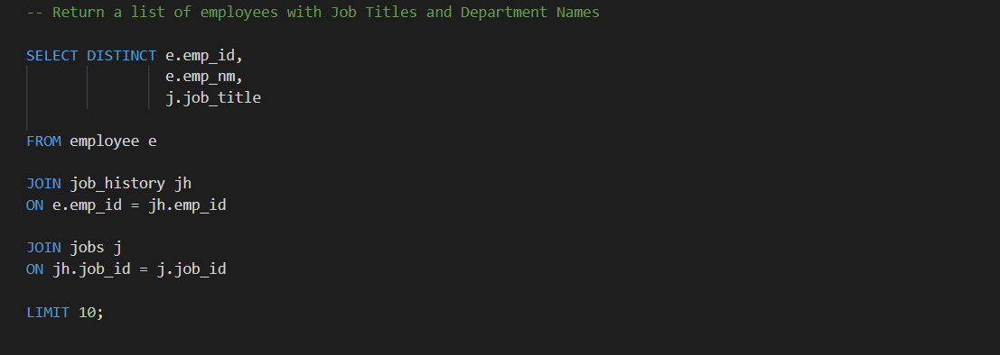 -- Return a list of employees with Job Titles and Department Names
SELECT DISTINCT e.emp_id,
e.emp_nm,
j.job_title
FROM employee e
JOIN job_history jh
ON e.emp_id = jh.emp_id
JOIN jobs j
ON jh.job_id = j.job_id
LIMIT 10;